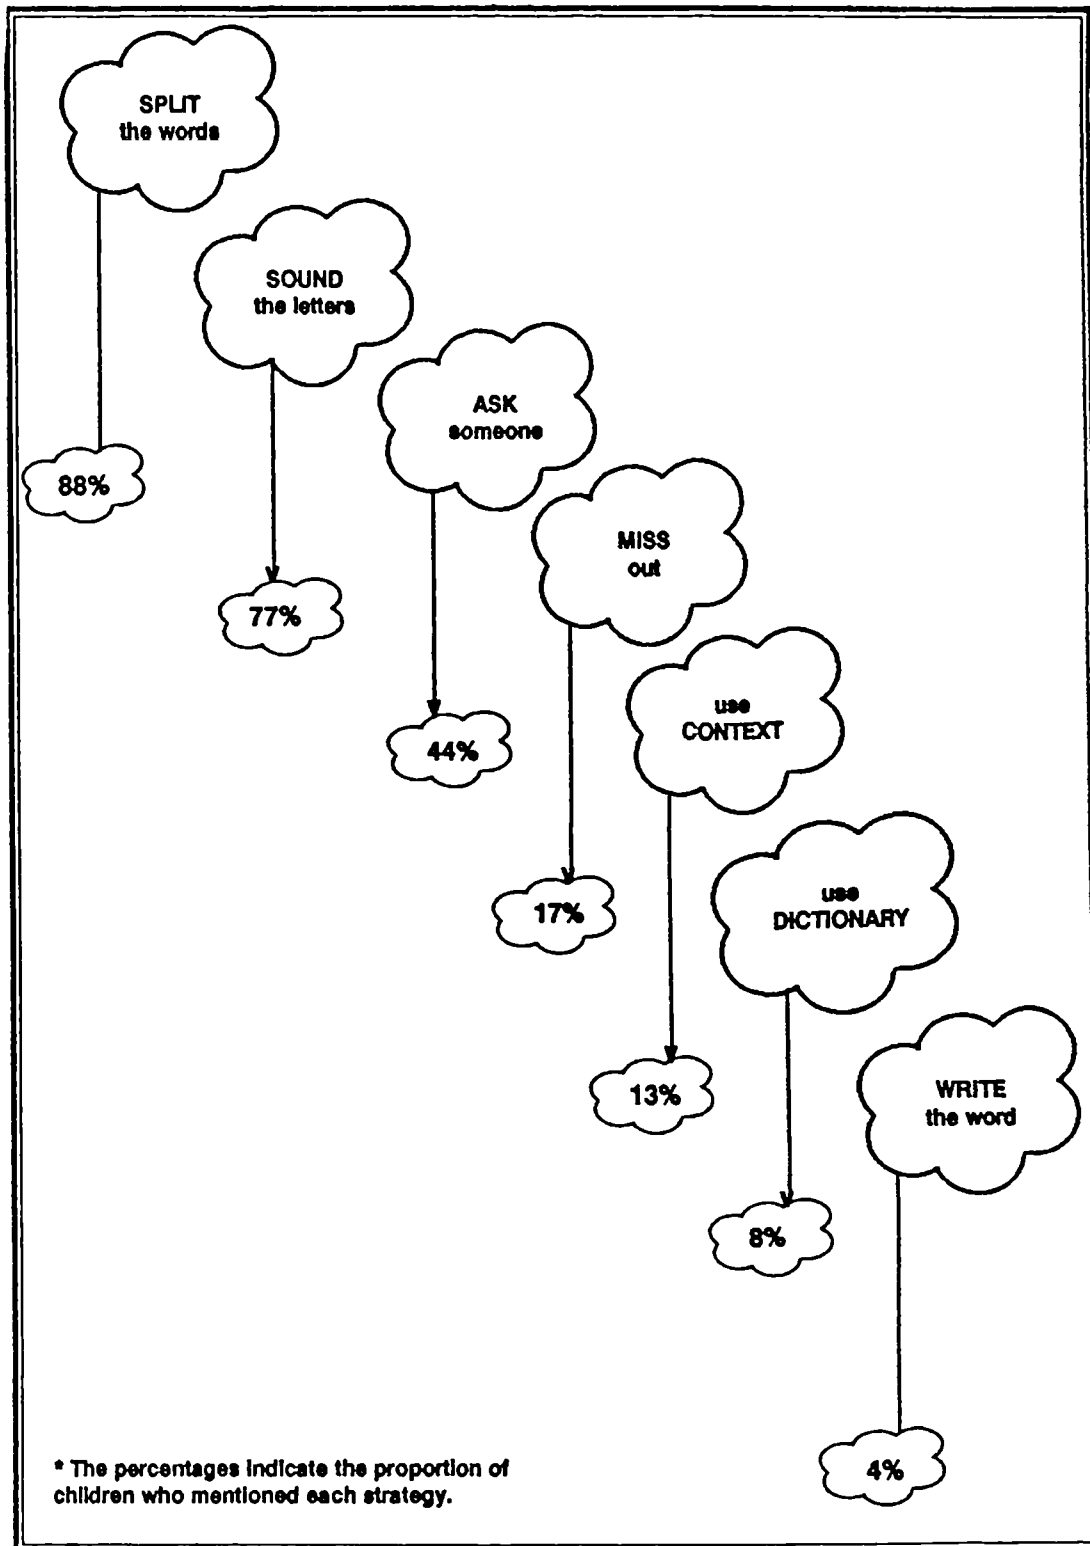 SPLIT
the words
SOUND
the letters
ASK
someone
88%
MISS
out
77%
use
CONTEXT
44%
use
DICTIONARY
17%
13%
WRITE
the word
8%
4%
* The percentages indicate the proportion of
children who mentioned each strategy.